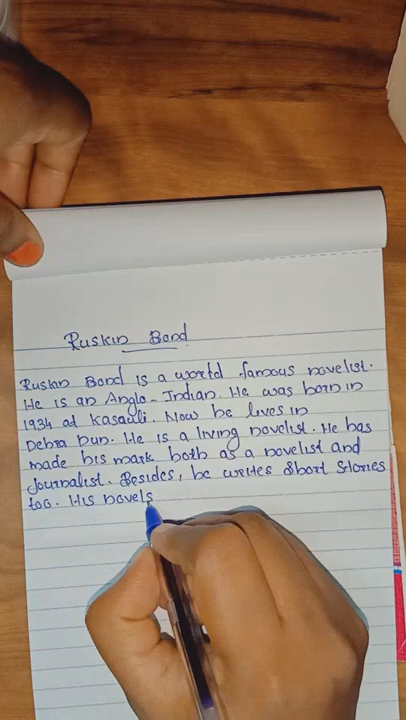 Ruskin Bond
Ruskin Bond is a world famous novelist.
He is an Anglo-Indian. He was born in
1934 at Kasauli. Now he lives in
Dehra Dun. He is a living novelist. He has
made his mark both as a novelist and
Journalist. Besides, he writes short stories
too. His novels